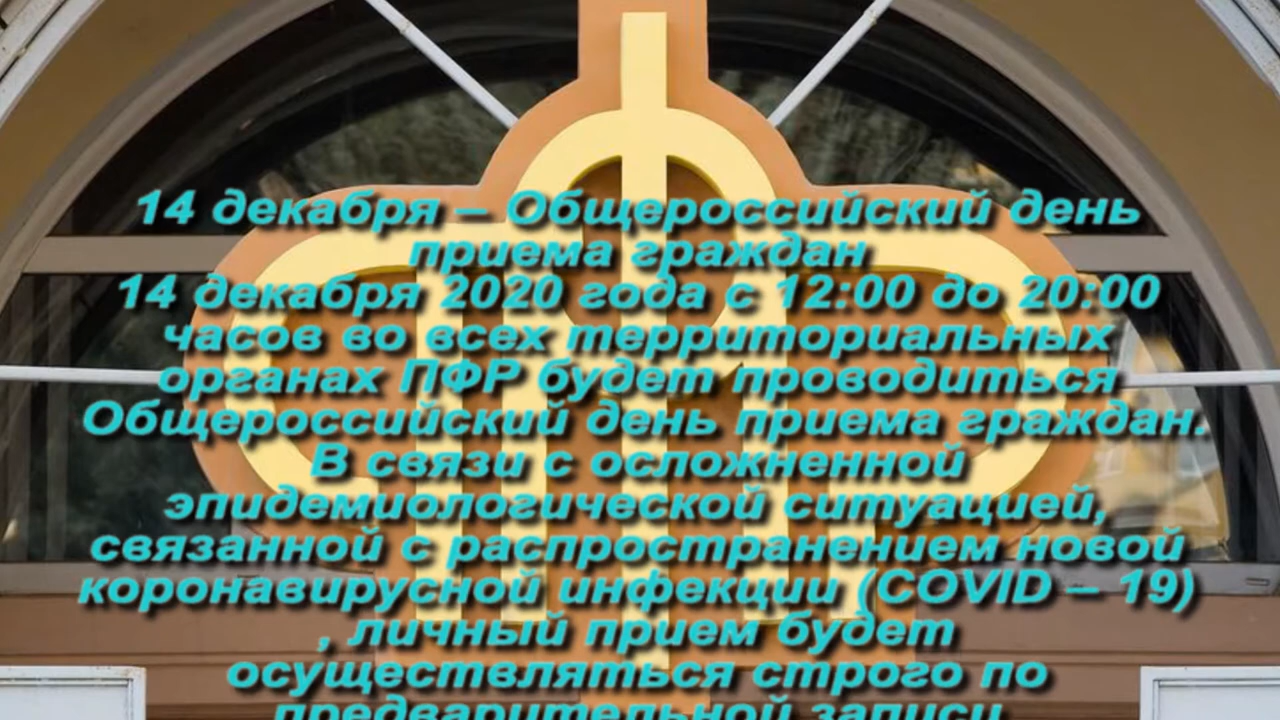 14 декабря – Общероссийский день
приема граждан
14 декабря 2020 года с 12:00 до 20:00
часов во всех территориальных
органах ПФР будет проводиться
Общероссийский день приема граждан.
В связи с осложненной
эпидемиологической ситуацией,
связанной с распространением новой
коронавирусной инфекции (COVID – 19)
, личный прием будет
осуществляться строго по
предварительной записи